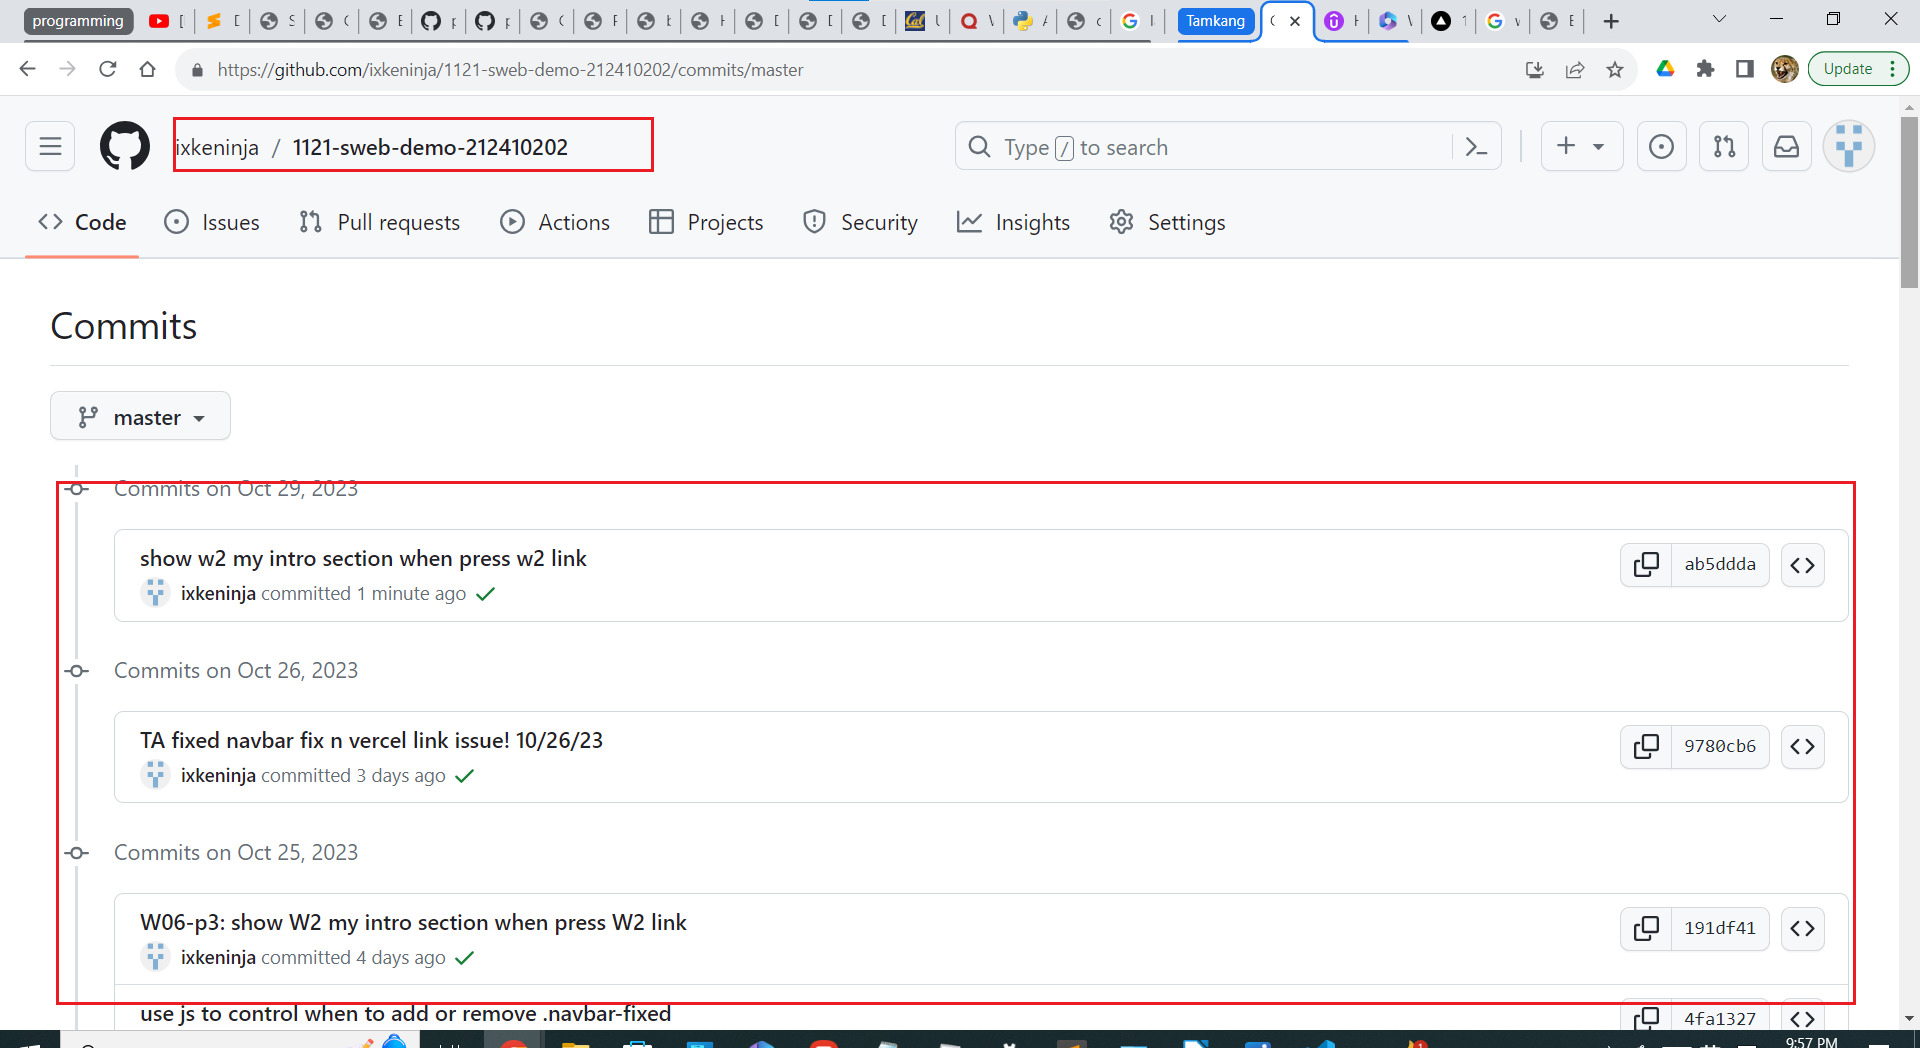 programming
Tamkang
https://github.com/ixkeninja/1121-sweb-demo-212410202/commits/master
Update
ixkeninja / 1121-sweb-demo-212410202
Type / to search
Code
Issues
Pull requests
Actions
Projects
Security
Insights
Settings
Commits
master
Commits on Oct 29, 2023
show w2 my intro section when press w2 link
ab5ddda
ixkeninja committed 1 minute ago
Commits on Oct 26, 2023
TA fixed navbar fix n vercel link issue! 10/26/23
9780cb6
ixkeninja committed 3 days ago
Commits on Oct 25, 2023
W06-p3: show W2 my intro section when press W2 link
191df41
ixkeninja committed 4 days ago
use js to control when to add or remove .navbar-fixed
4fa1327
9:57 PM